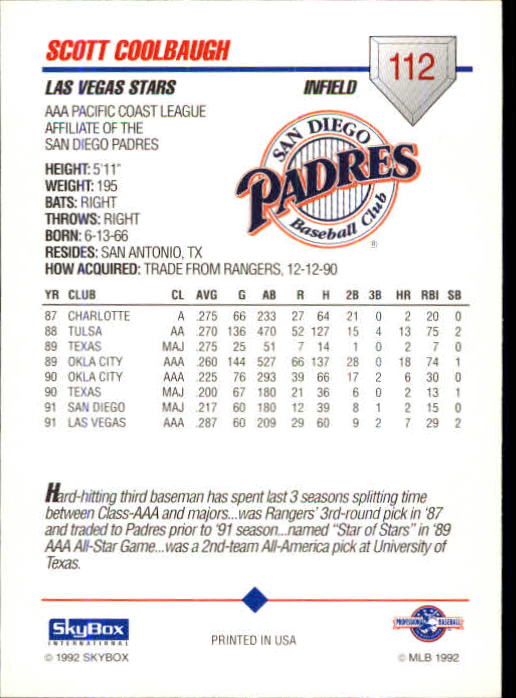 SCOTT COOLBAUGH
112
LAS VEGAS STARS INFIELD
AAA PACIFIC COAST LEAGUE
AFFILIATE OF THE
SAN DIEGO PADRES
SAN DIEGO
PADRES
Baseball Club
®
HEIGHT: 5'11"
WEIGHT: 195
BATS: RIGHT
THROWS: RIGHT
BORN: 6-13-66
RESIDES: SAN ANTONIO, TX
HOW ACQUIRED: TRADE FROM RANGERS, 12-12-90
YR CLUB CL AVG G AB R H 2B 3B HR RBI SB
87 CHARLOTTE A .275 66 233 27 64 21 0 2 20 0
88 TULSA AA .270 136 470 52 127 15 4 13 75 2
89 TEXAS MAJ .275 25 51 7 14 1 0 2 7 0
89 OKLA CITY AAA .260 144 527 66 137 28 0 18 74 1
90 OKLA CITY AAA .225 76 293 39 66 17 2 6 30 0
90 TEXAS MAJ .200 67 180 21 36 6 0 2 13 1
91 SAN DIEGO MAJ .217 60 180 12 39 8 1 2 15 0
91 LAS VEGAS AAA .287 60 209 29 60 9 2 7 29 2
Hard-hitting third baseman has spent last 3 seasons splitting time
between Class-AAA and majors...was Rangers' 3rd-round pick in '87
and traded to Padres prior to '91 season...named "Star of Stars" in '89
AAA All-Star Game...was a 2nd-team All-America pick at University of
Texas.
SkyBox
INTERNATIONAL
© 1992 SKYBOX
PRINTED IN USA
PROFESSIONAL BASEBALL
© MLB 1992